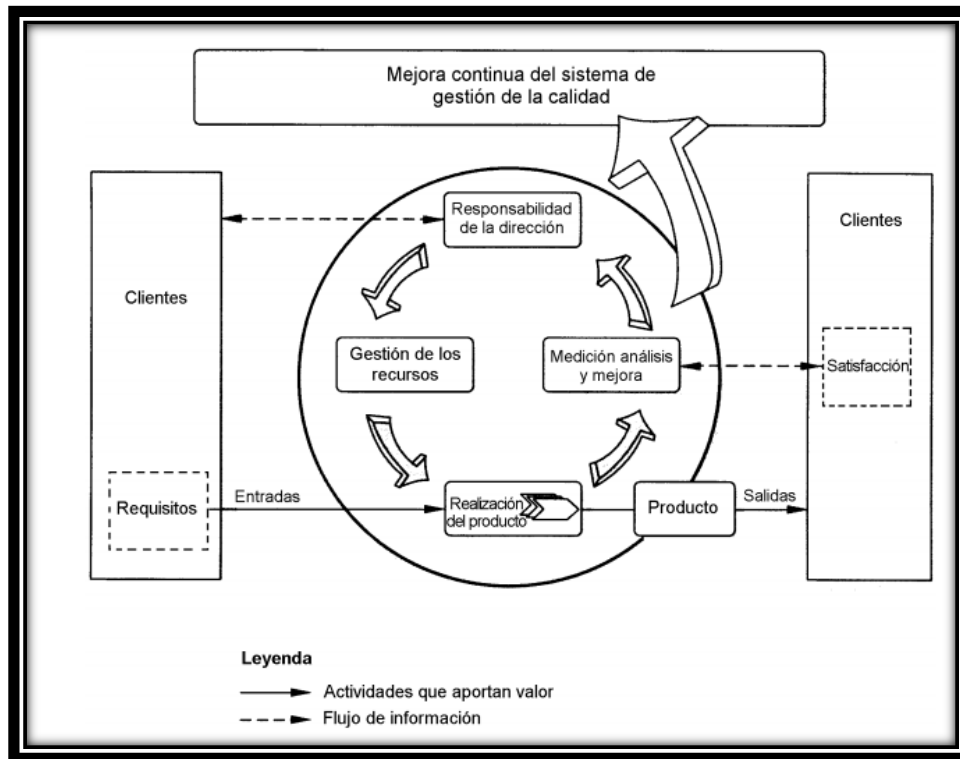 Mejora continua del sistema de
gestión de la calidad
Responsabilidad
de la dirección
Clientes
Clientes
Gestión de los
recursos
Medición análisis
y mejora
Satisfacción
Requisitos
Entradas
Realización
del producto
Producto
Salidas
Leyenda
Actividades que aportan valor
Flujo de información